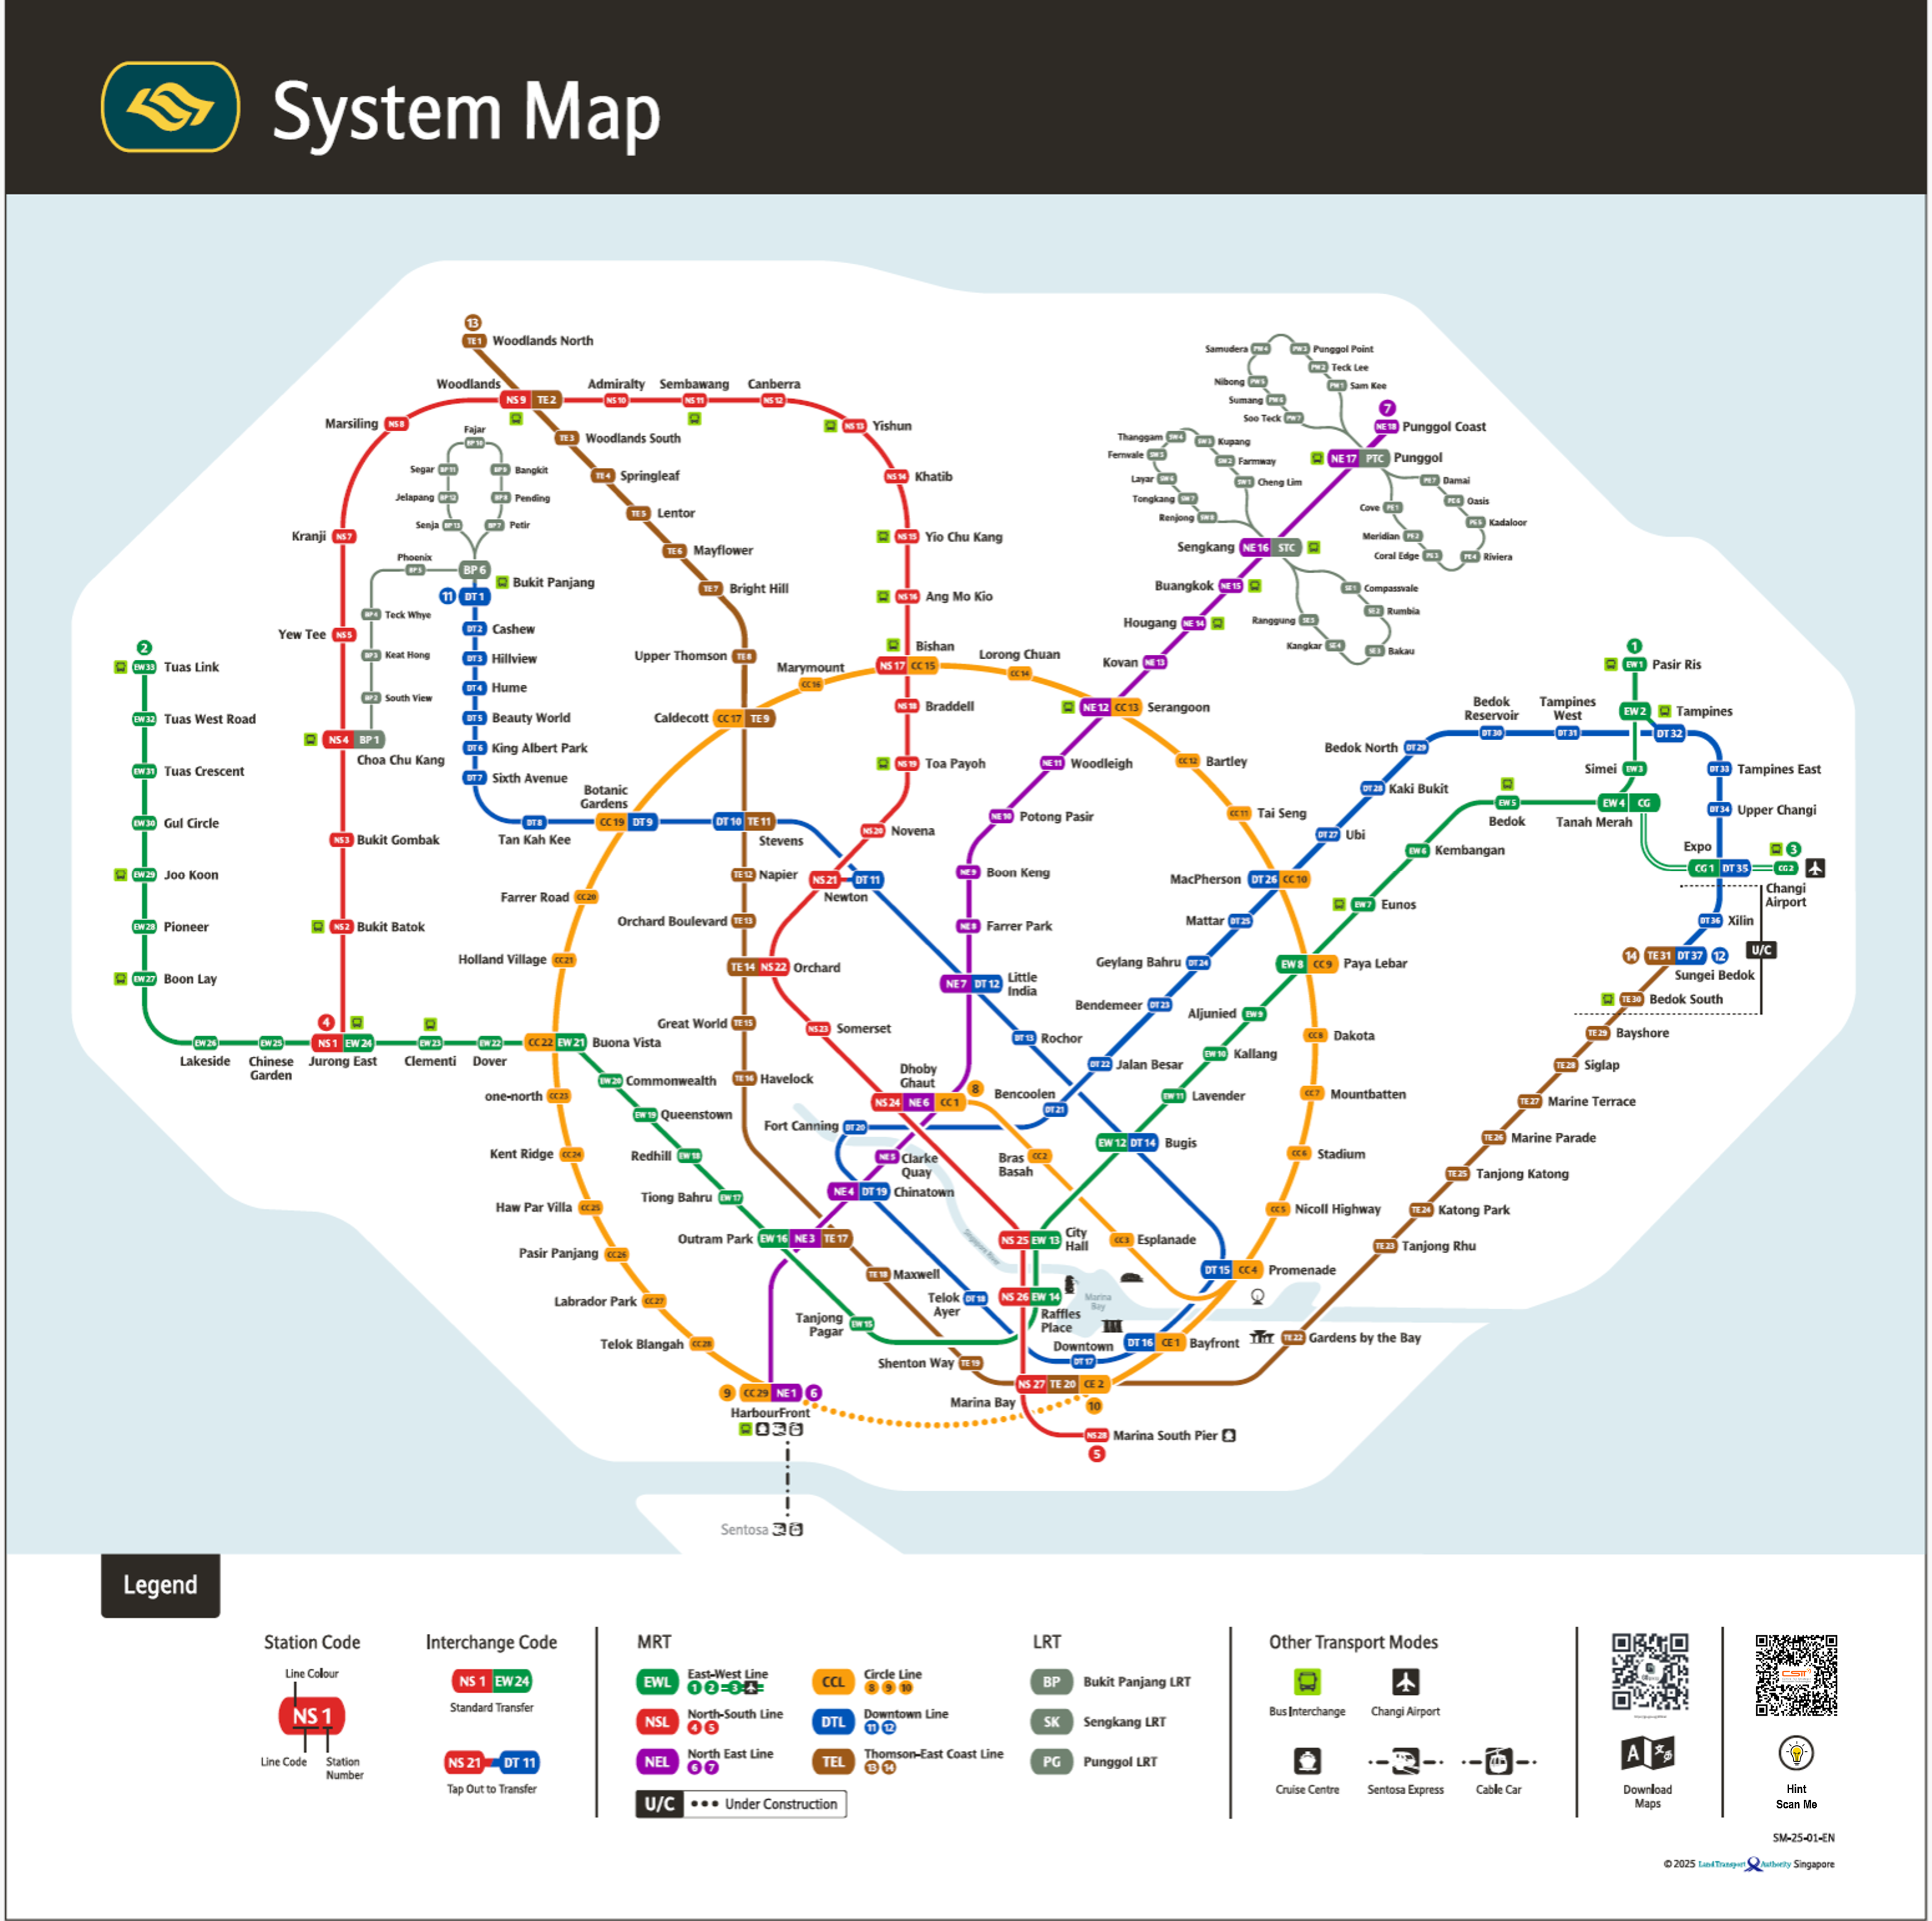 System Map
13
TE1 Woodlands North
Woodlands
NS9 TE2
Admiralty
NS10
Sembawang
NS11
Canberra
NS12
Marsiling NS8
NS13 Yishun
TE3 Woodlands South
TE4 Springleaf
TE5 Lentor
TE6 Mayflower
TE7 Bright Hill
Upper Thomson TE8
NS14 Khatib
NS15 Yio Chu Kang
NS16 Ang Mo Kio
Bishan
NS17 CC15
Marymount
CC16
Lorong Chuan
CC14
Kranji NS7
Yew Tee NS5
Fajar
BP10
Segar BP11
BP9 Bangkit
Jelapang BP12
BP8 Pending
Senja BP13
BP7 Petir
Phoenix
BP5
BP6
Bukit Panjang
11 DT1
BP4 Teck Whye
BP3 Keat Hong
BP2 South View
NS4 BP1
Choa Chu Kang
DT2 Cashew
DT3 Hillview
DT4 Hume
DT5 Beauty World
DT6 King Albert Park
DT7 Sixth Avenue
Samudera PW4
PW3 Punggol Point
PW2 Teck Lee
PW1 Sam Kee
Nibong PW5
Sumang PW6
Soo Teck PW7
7
NE18 Punggol Coast
NE17 PTC Punggol
Thanggam SW4
SW3 Kupang
Fernvale SW5
SW2 Farmway
Layar SW6
SW1 Cheng Lim
Tongkang SW7
Renjong SW8
PE7 Damai
PE6 Oasis
Cove PE1
PE5 Kadaloor
Meridian PE2
Coral Edge PE3
PE4 Riviera
Sengkang NE16 STC
Buangkok NE15
Hougang NE14
Kovan NE13
SE1 Compassvale
SE2 Rumbia
Ranggung SE5
Kangkar SE4
SE3 Bakau
NE12 CC13 Serangoon
2
EW33 Tuas Link
EW32 Tuas West Road
EW31 Tuas Crescent
EW30 Gul Circle
EW29 Joo Koon
EW28 Pioneer
EW27 Boon Lay
EW26
Lakeside
EW25
Chinese
Garden
4
NS1 EW24
Jurong East
EW23
Clementi
EW22
Dover
NS3 Bukit Gombak
NS2 Bukit Batok
Caldecott CC17 TE9
NS18 Braddell
NS19 Toa Payoh
NS20 Novena
Botanic
Gardens
CC19 DT9
DT8
Tan Kah Kee
DT10 TE11
Stevens
TE12 Napier
NS21 DT11
Newton
Farrer Road CC20
Orchard Boulevard TE13
Holland Village CC21
TE14 NS22 Orchard
Great World TE15
NS23 Somerset
CC22 EW21 Buona Vista
TE16 Havelock
NE11 Woodleigh
NE10 Potong Pasir
NE9 Boon Keng
NE8 Farrer Park
NE7 DT12 Little
India
DT13 Rochor
CC12 Bartley
CC11 Tai Seng
MacPherson DT26 CC10
Mattar DT25
Geylang Bahru DT24
Bendemeer DT23
DT22 Jalan Besar
Bencoolen
DT21
1
EW1 Pasir Ris
EW2 Tampines
DT32
Bedok
Reservoir
DT30
Tampines
West
DT31
Bedok North DT29
DT28 Kaki Bukit
DT27 Ubi
Simei EW3
DT33 Tampines East
EW4 CG
Tanah Merah
DT34 Upper Changi
EW5
Bedok
EW6 Kembangan
EW7 Eunos
Expo
CG1 DT35
3
CG2
Changi
Airport
DT36 Xilin
U/C
14 TE31 DT37 12
Sungei Bedok
TE30 Bedok South
TE29 Bayshore
TE28 Siglap
TE27 Marine Terrace
TE26 Marine Parade
TE25 Tanjong Katong
TE24 Katong Park
TE23 Tanjong Rhu
TE22 Gardens by the Bay
EW8 CC9 Paya Lebar
Aljunied EW9
EW10 Kallang
EW11 Lavender
EW12 DT14 Bugis
CC8 Dakota
CC7 Mountbatten
CC6 Stadium
CC5 Nicoll Highway
DT15 CC4 Promenade
Dhoby
Ghaut
NS24 NE6 CC1
8
Fort Canning DT20
Bras
Basah
CC2
CC3 Esplanade
NE5 Clarke
Quay
NE4 DT19 Chinatown
EW20 Commonwealth
EW19 Queenstown
Redhill EW18
Tiong Bahru EW17
Outram Park EW16 NE3 TE17
one-north CC23
Kent Ridge CC24
Haw Par Villa CC25
Pasir Panjang CC26
Labrador Park CC27
Telok Blangah CC28
TE18 Maxwell
Telok
Ayer
DT18
Tanjong
Pagar
EW15
Shenton Way TE19
Singapore River
NS25 EW13 City
Hall
NS26 EW14
Raffles
Place
Marina
Bay
Downtown
DT17
DT16 CE1 Bayfront
NS27 TE20 CE2
Marina Bay
10
NS28 Marina South Pier
5
9 CC29 NE1 6
HarbourFront
Sentosa
Legend
Station Code
Line Colour
NS 1
Line Code
Station
Number
Interchange Code
NS 1 EW24
Standard Transfer
NS 21 DT 11
Tap Out to Transfer
MRT
EWL East-West Line
1 2 3
NSL North-South Line
4 5
NEL North East Line
6 7
CCL Circle Line
8 9 10
DTL Downtown Line
11 12
TEL Thomson-East Coast Line
13 14
U/C Under Construction
LRT
BP Bukit Panjang LRT
SK Sengkang LRT
PG Punggol LRT
Other Transport Modes
Bus Interchange
Changi Airport
Cruise Centre
Sentosa Express
Cable Car
Download
Maps
Hint
Scan Me
SM-25-01-EN
© 2025 Land Transport Authority Singapore